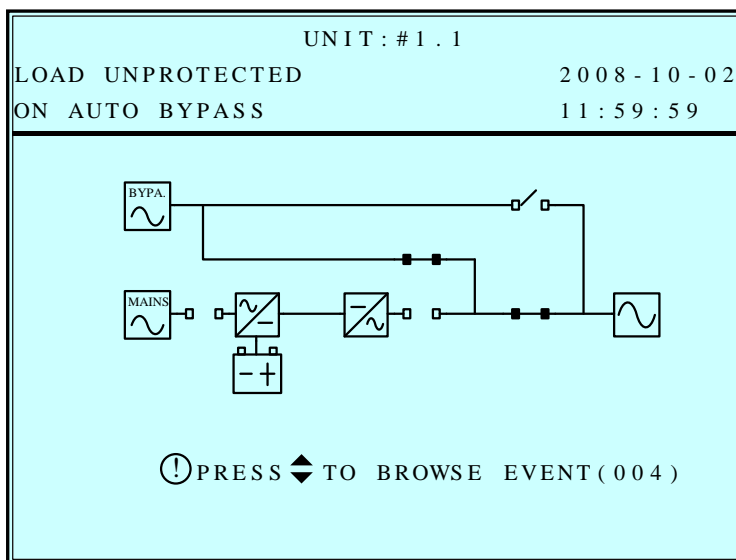 UNIT:#1.1
LOAD UNPROTECTED 2008-10-02
ON AUTO BYPASS 11:59:59
BYPA.
MAINS
! PRESS TO BROWSE EVENT(004)